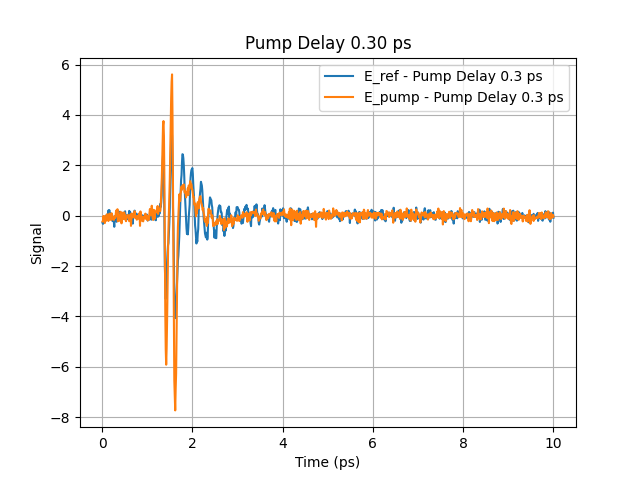 Pump Delay 0.30 ps
E_ref - Pump Delay 0.3 ps
E_pump - Pump Delay 0.3 ps
6
4
2
0
−2
−4
−6
−8
Signal
0
2
4
6
8
10
Time (ps)